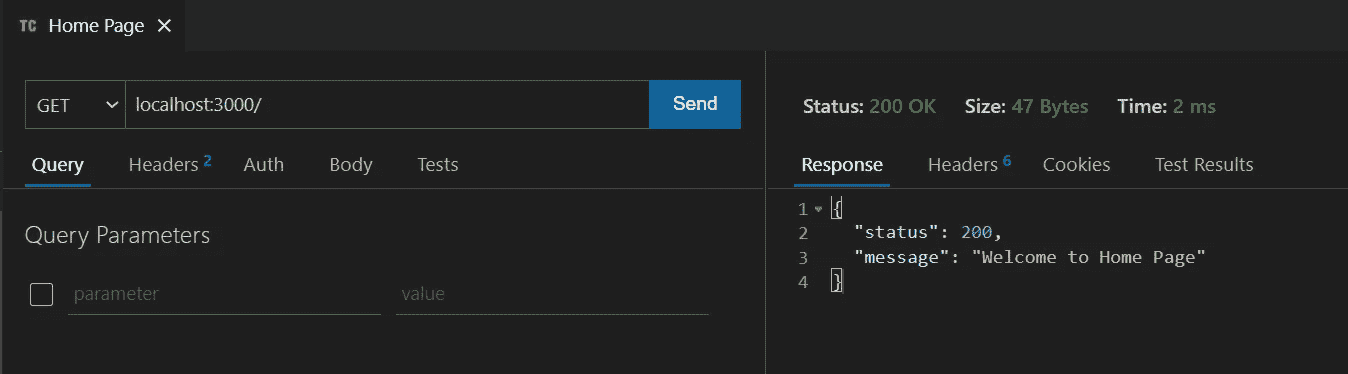 TC Home Page
GET localhost:3000/ Send
Query Headers 2 Auth Body Tests
Query Parameters
parameter value
Status: 200 OK Size: 47 Bytes Time: 2 ms
Response Headers 6 Cookies Test Results
1 {
2 "status": 200,
3 "message": "Welcome to Home Page"
4 }